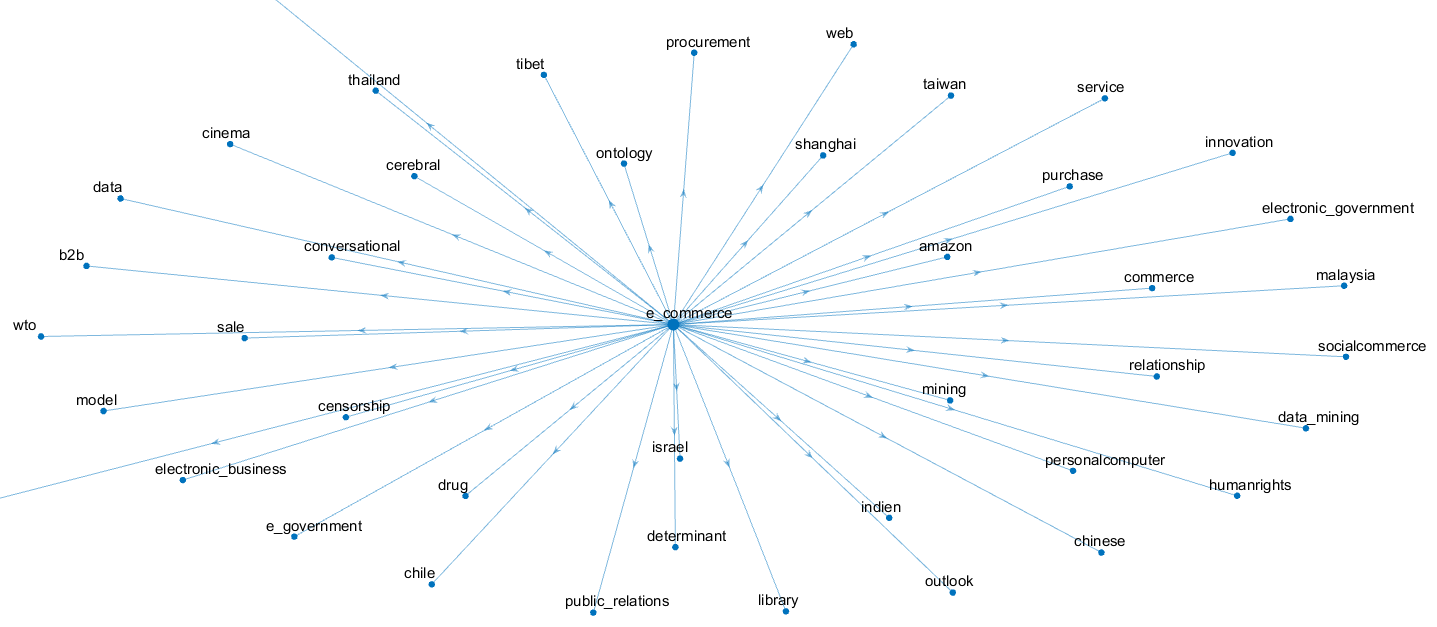 web
procurement
tibet
thailand
taiwan
service
cinema
innovation
shanghai
ontology
cerebral
purchase
data
electronic_government
conversational
amazon
b2b
commerce
malaysia
e_commerce
wto
sale
socialcommerce
relationship
mining
model
censorship
data_mining
israel
personalcomputer
electronic_business
drug
humanrights
indien
e_government
determinant
chinese
chile
outlook
public_relations
library